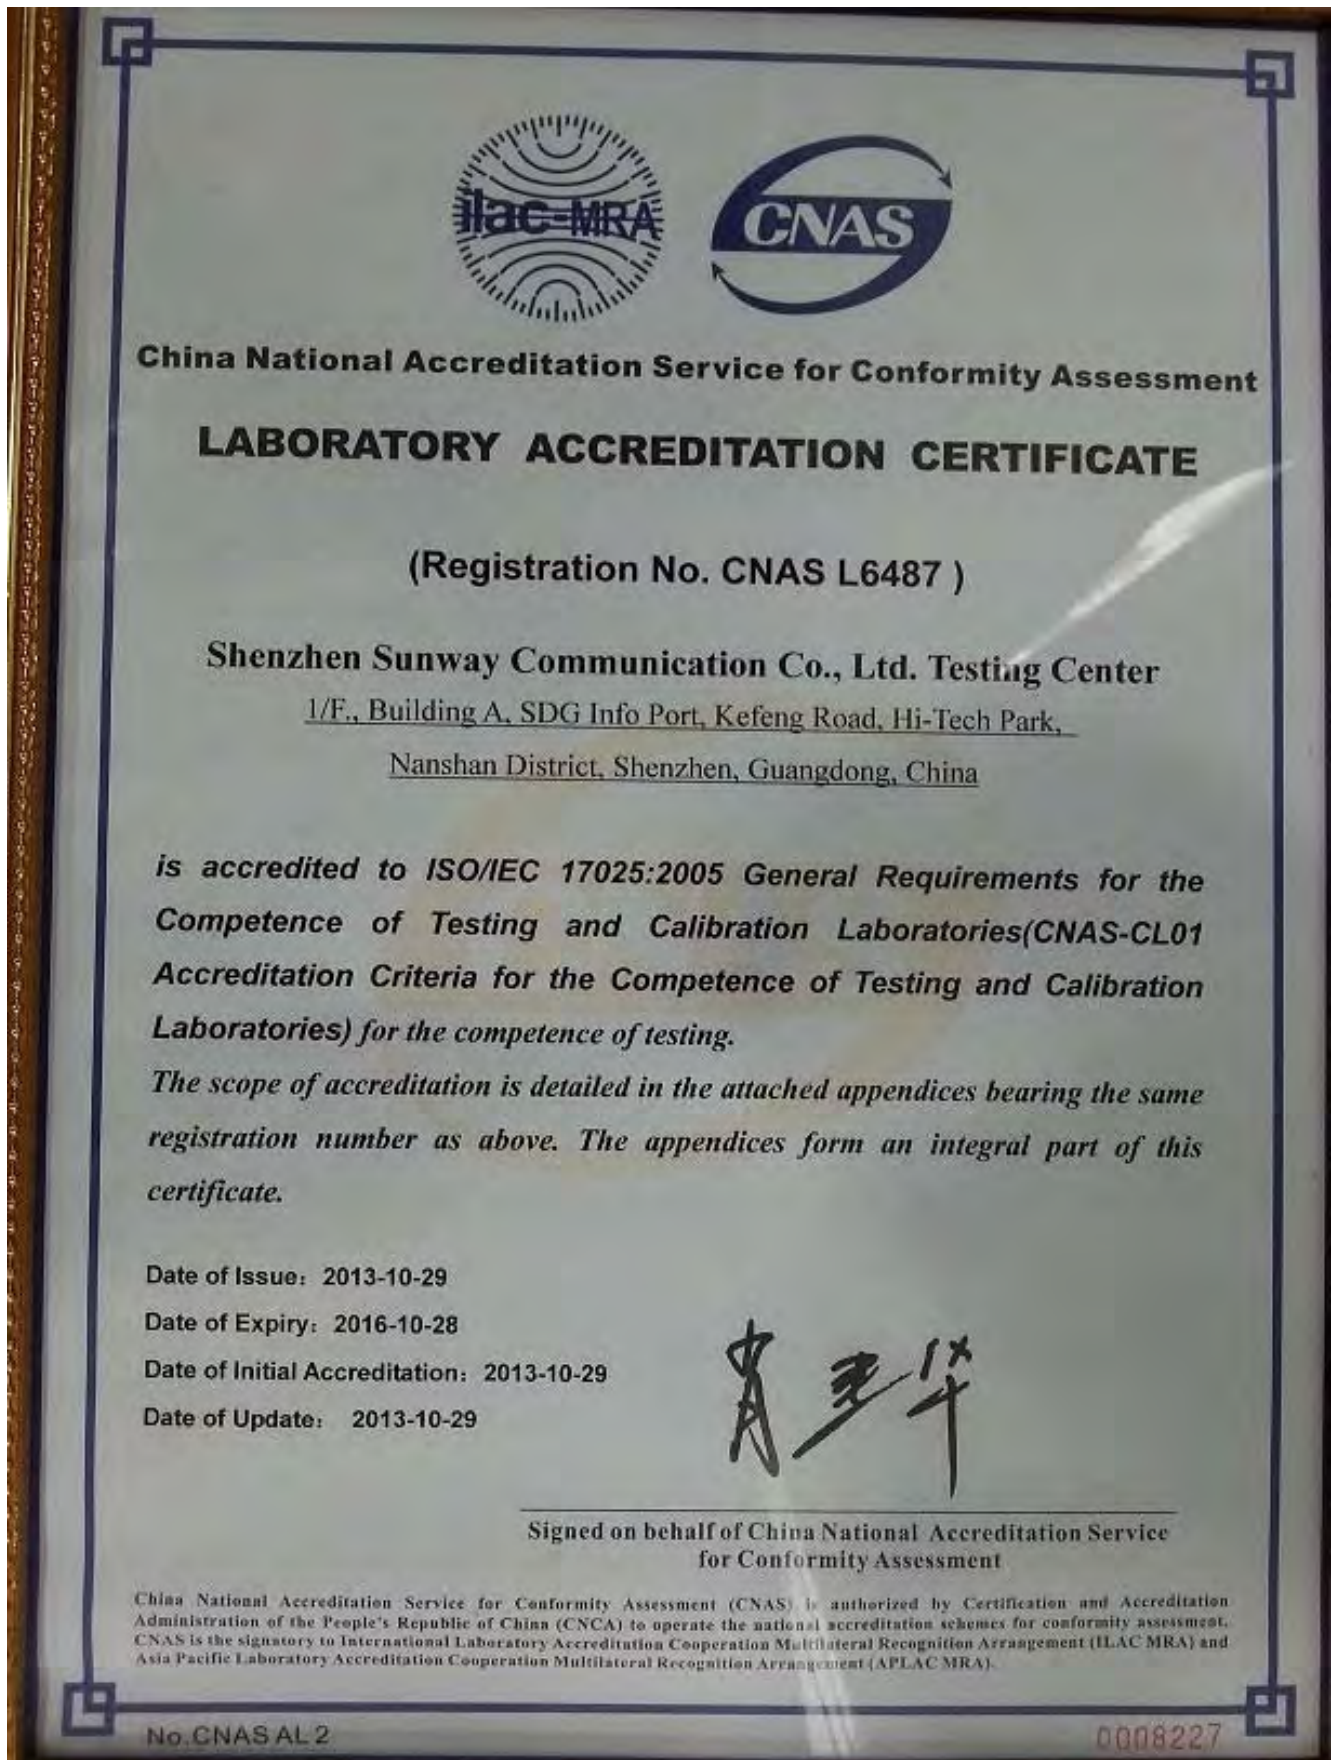 ilac-MRA
CNAS
China National Accreditation Service for Conformity Assessment
LABORATORY ACCREDITATION CERTIFICATE
(Registration No. CNAS L6487 )
Shenzhen Sunway Communication Co., Ltd. Testing Center
1/F., Building A, SDG Info Port, Kefeng Road, Hi-Tech Park,
Nanshan District, Shenzhen, Guangdong, China
is accredited to ISO/IEC 17025:2005 General Requirements for the
Competence of Testing and Calibration Laboratories(CNAS-CL01
Accreditation Criteria for the Competence of Testing and Calibration
Laboratories) for the competence of testing.
The scope of accreditation is detailed in the attached appendices bearing the same
registration number as above. The appendices form an integral part of this
certificate.
Date of Issue: 2013-10-29
Date of Expiry: 2016-10-28
Date of Initial Accreditation: 2013-10-29
Date of Update: 2013-10-29
Signed on behalf of China National Accreditation Service
for Conformity Assessment
China National Accreditation Service for Conformity Assessment (CNAS) is authorized by Certification and Accreditation
Administration of the People's Republic of China (CNCA) to operate the national accreditation schemes for conformity assessment.
CNAS is the signatory to International Laboratory Accreditation Cooperation Multilateral Recognition Arrangement (ILAC MRA) and
Asia Pacific Laboratory Accreditation Cooperation Multilateral Recognition Arrangement (APLAC MRA).
No.CNAS AL 2
0008227